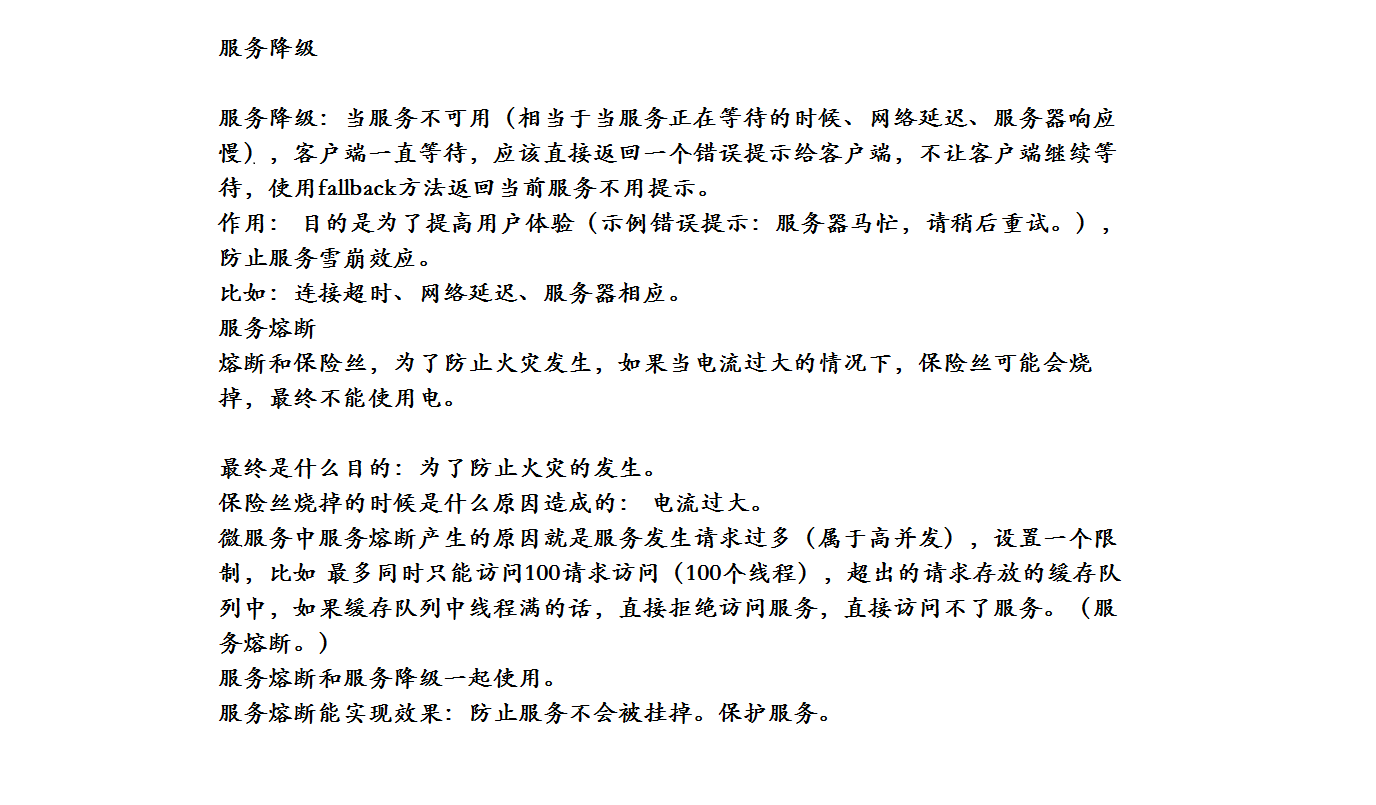 服务降级
服务降级：当服务不可用（相当于当服务正在等待的时候、网络延迟、服务器响应
慢），客户端一直等待，应该直接返回一个错误提示给客户端，不让客户端继续等
待，使用fallback方法返回当前服务不用提示。
作用： 目的是为了提高用户体验（示例错误提示：服务器马忙，请稍后重试。），
防止服务雪崩效应。
比如：连接超时、网络延迟、服务器相应。
服务熔断
熔断和保险丝，为了防止火灾发生，如果当电流过大的情况下，保险丝可能会烧
掉，最终不能使用电。
最终是什么目的：为了防止火灾的发生。
保险丝烧掉的时候是什么原因造成的： 电流过大。
微服务中服务熔断产生的原因就是服务发生请求过多（属于高并发），设置一个限
制，比如 最多同时只能访问100请求访问（100个线程），超出的请求存放的缓存队
列中，如果缓存队列中线程满的话，直接拒绝访问服务，直接访问不了服务。（服
务熔断。）
服务熔断和服务降级一起使用。
服务熔断能实现效果：防止服务不会被挂掉。保护服务。